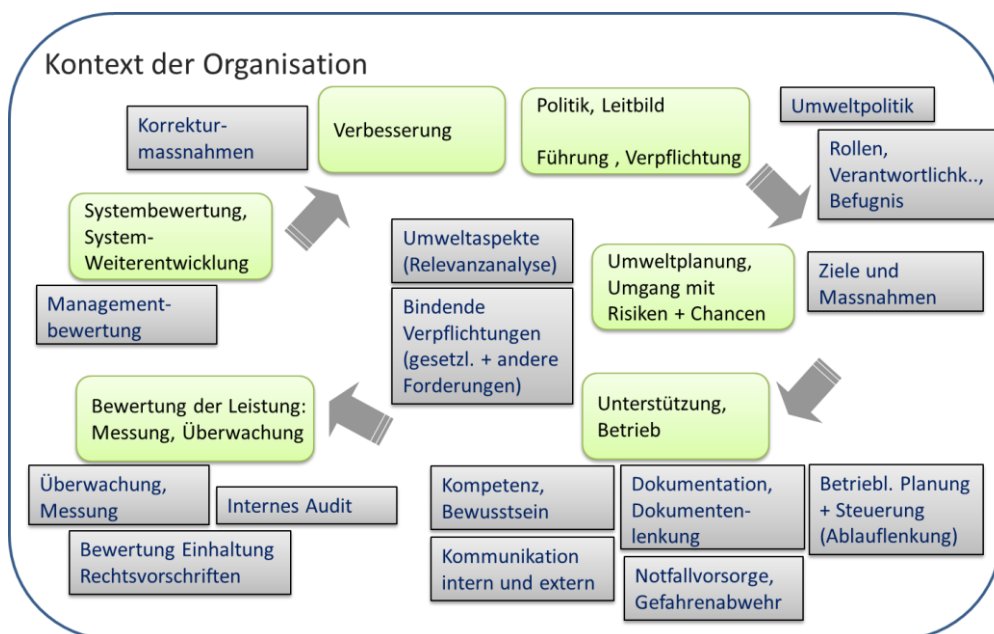 Kontext der Organisation
Korrektur-
massnahmen
Verbesserung
Politik, Leitbild
Führung , Verpflichtung
Umweltpolitik
Rollen,
Verantwortlichk..,
Befugnis
Systembewertung,
System-
Weiterentwicklung
Management-
bewertung
Umweltaspekte
(Relevanzanalyse)
Bindende
Verpflichtungen
(gesetzl. + andere
Forderungen)
Umweltplanung,
Umgang mit
Risiken + Chancen
Ziele und
Massnahmen
Bewertung der Leistung:
Messung, Überwachung
Unterstützung,
Betrieb
Überwachung,
Messung
Internes Audit
Bewertung Einhaltung
Rechtsvorschriften
Kompetenz,
Bewusstsein
Kommunikation
intern und extern
Dokumentation,
Dokumenten-
lenkung
Notfallvorsorge,
Gefahrenabwehr
Betriebl. Planung
+ Steuerung
(Ablauflenkung)